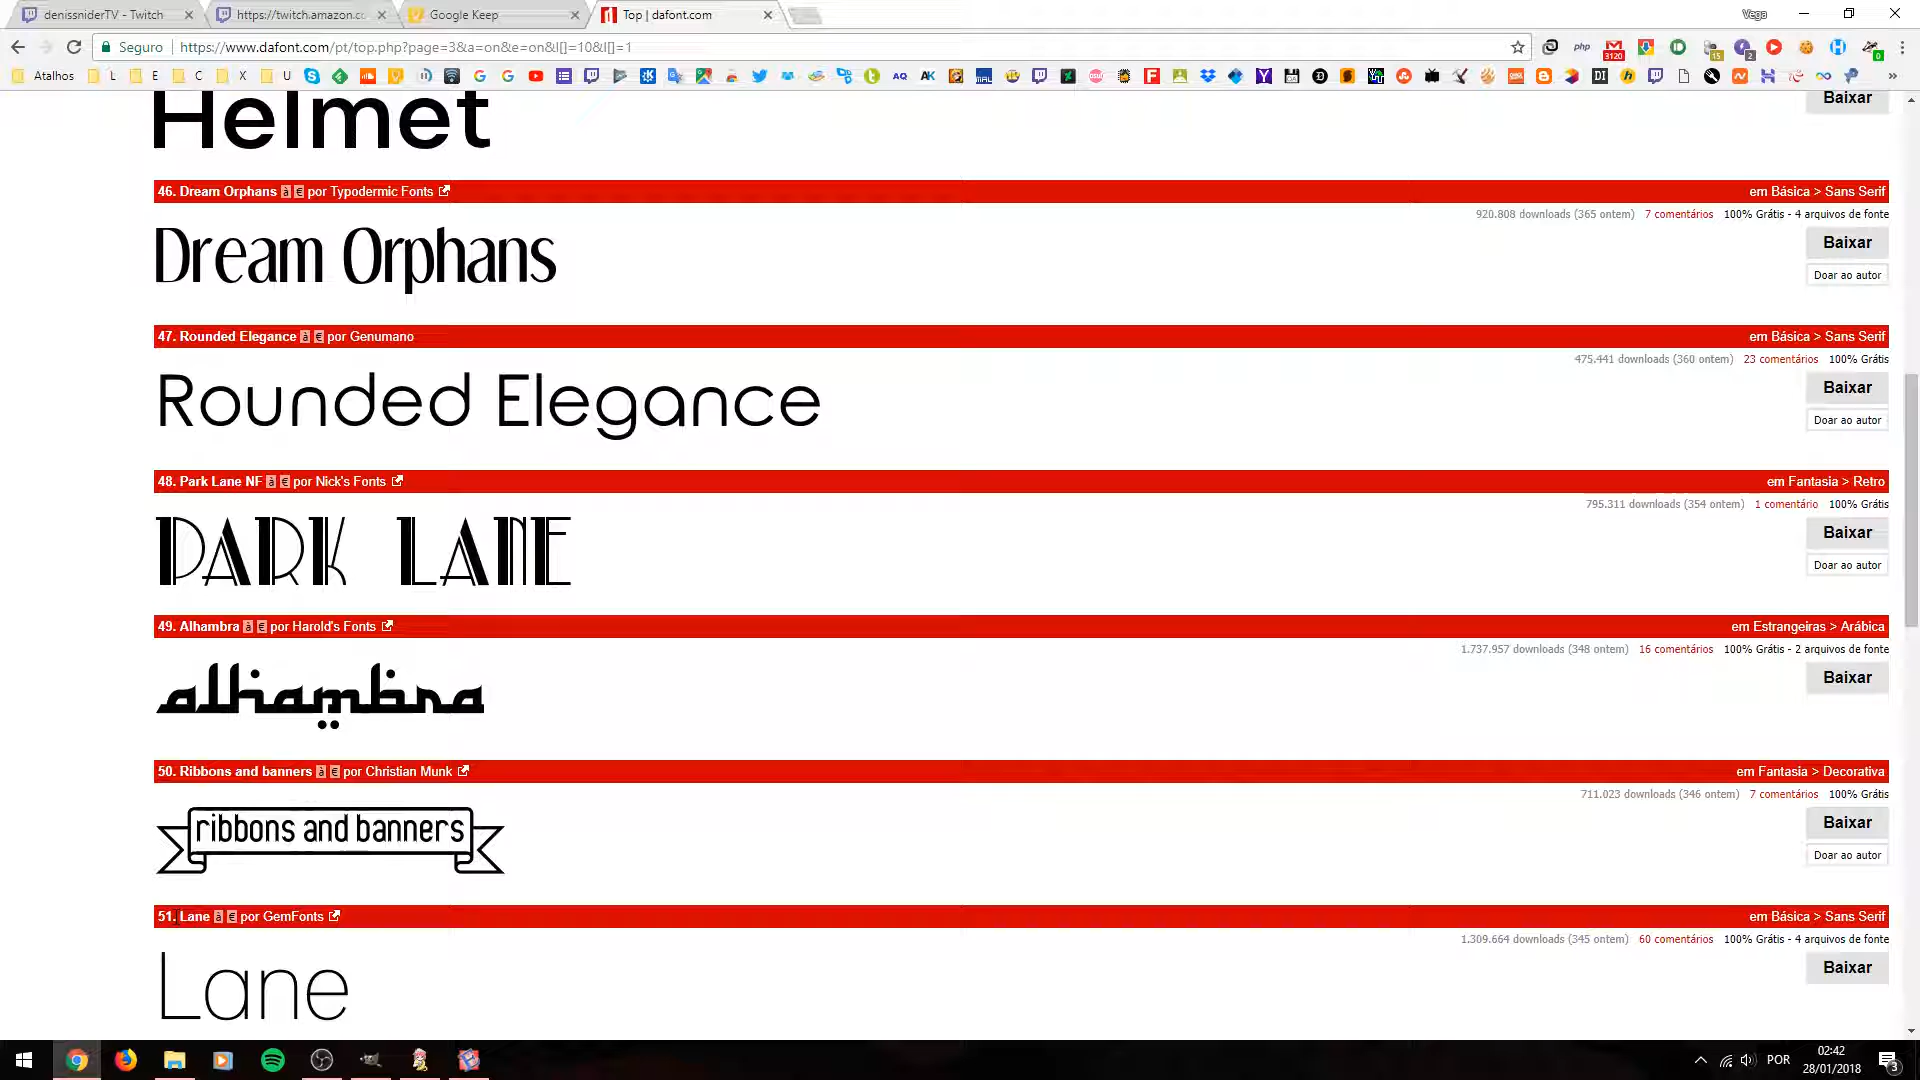 denissniderTV - Twitch
https://twitch.amazon.co
Google Keep
Top | dafont.com
Vega
Seguro
https://www.dafont.com/pt/top.php?page=3&a=on&e=on&l[]=10&l[]=1
php
3120
15
2
0
Atalhos L E C X U
Helmet
Baixar
46. Dream Orphans à € por Typodermic Fonts
em Básica > Sans Serif
920.808 downloads (365 ontem) 7 comentários 100% Grátis - 4 arquivos de fonte
Dream Orphans
Baixar
Doar ao autor
47. Rounded Elegance à € por Genumano
em Básica > Sans Serif
475.441 downloads (360 ontem) 23 comentários 100% Grátis
Rounded Elegance
Baixar
Doar ao autor
48. Park Lane NF à € por Nick's Fonts
em Fantasia > Retro
795.311 downloads (354 ontem) 1 comentário 100% Grátis
PARK LANE
Baixar
Doar ao autor
49. Alhambra à € por Harold's Fonts
em Estrangeiras > Arábica
1.737.957 downloads (348 ontem) 16 comentários 100% Grátis - 2 arquivos de fonte
alhambra
Baixar
50. Ribbons and banners à € por Christian Munk
em Fantasia > Decorativa
711.023 downloads (346 ontem) 7 comentários 100% Grátis
ribbons and banners
Baixar
Doar ao autor
51. Lane à € por GemFonts
em Básica > Sans Serif
1.309.664 downloads (345 ontem) 60 comentários 100% Grátis - 4 arquivos de fonte
Lane
Baixar
POR
02:42
28/01/2018
3